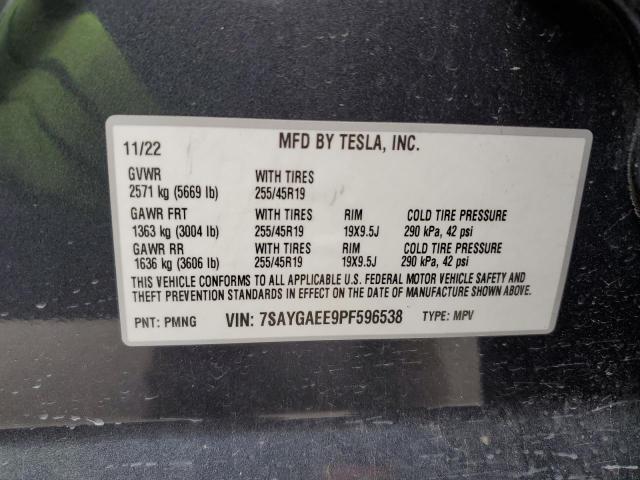 MFD BY TESLA, INC.
11/22
GVWR WITH TIRES
2571 kg (5669 lb) 255/45R19
GAWR FRT WITH TIRES RIM COLD TIRE PRESSURE
1363 kg (3004 lb) 255/45R19 19X9.5J 290 kPa, 42 psi
GAWR RR WITH TIRES RIM COLD TIRE PRESSURE
1636 kg (3606 lb) 255/45R19 19X9.5J 290 kPa, 42 psi
THIS VEHICLE CONFORMS TO ALL APPLICABLE U.S. FEDERAL MOTOR VEHICLE SAFETY AND
THEFT PREVENTION STANDARDS IN EFFECT ON THE DATE OF MANUFACTURE SHOWN ABOVE.
PNT: PMNG VIN: 7SAYGAEE9PF596538 TYPE: MPV